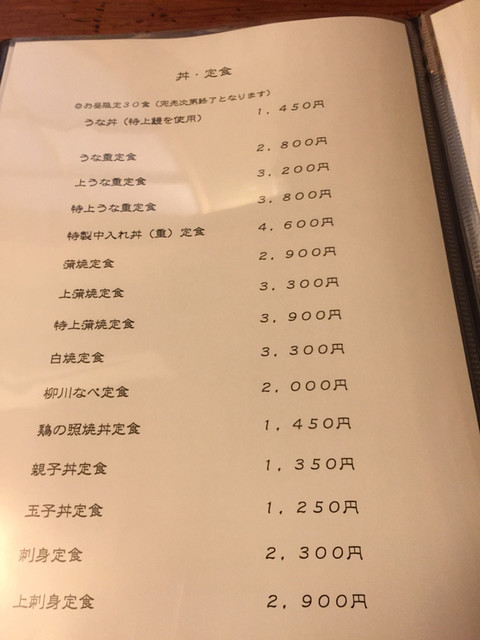 丼・定食
◎お昼限定30食（完売次第終了となります）
うな丼（特上鰻を使用） 1,450円
うな重定食 2,800円
上うな重定食 3,200円
特上うな重定食 3,800円
特製中入れ丼（重）定食 4,600円
蒲焼定食 2,900円
上蒲焼定食 3,300円
特上蒲焼定食 3,900円
白焼定食 3,300円
柳川なべ定食 2,000円
鶏の照焼丼定食 1,450円
親子丼定食 1,350円
玉子丼定食 1,250円
刺身定食 2,300円
上刺身定食 2,900円